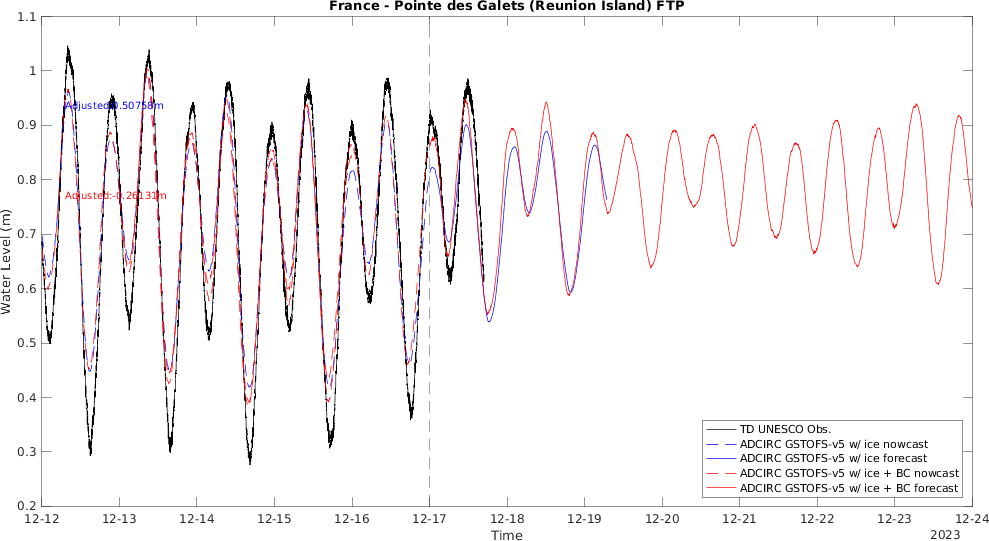 France - Pointe des Galets (Reunion Island) FTP
1.1
1
0.9
0.8
0.7
0.6
0.5
0.4
0.3
0.2
Water Level (m)
Adjusted:0.50758m
Adjusted:-0.26131m
TD UNESCO Obs.
ADCIRC GSTOFS-v5 w/ ice nowcast
ADCIRC GSTOFS-v5 w/ ice forecast
ADCIRC GSTOFS-v5 w/ ice + BC nowcast
ADCIRC GSTOFS-v5 w/ ice + BC forecast
12-12 12-13 12-14 12-15 12-16 12-17 12-18 12-19 12-20 12-21 12-22 12-23 12-24
Time
2023